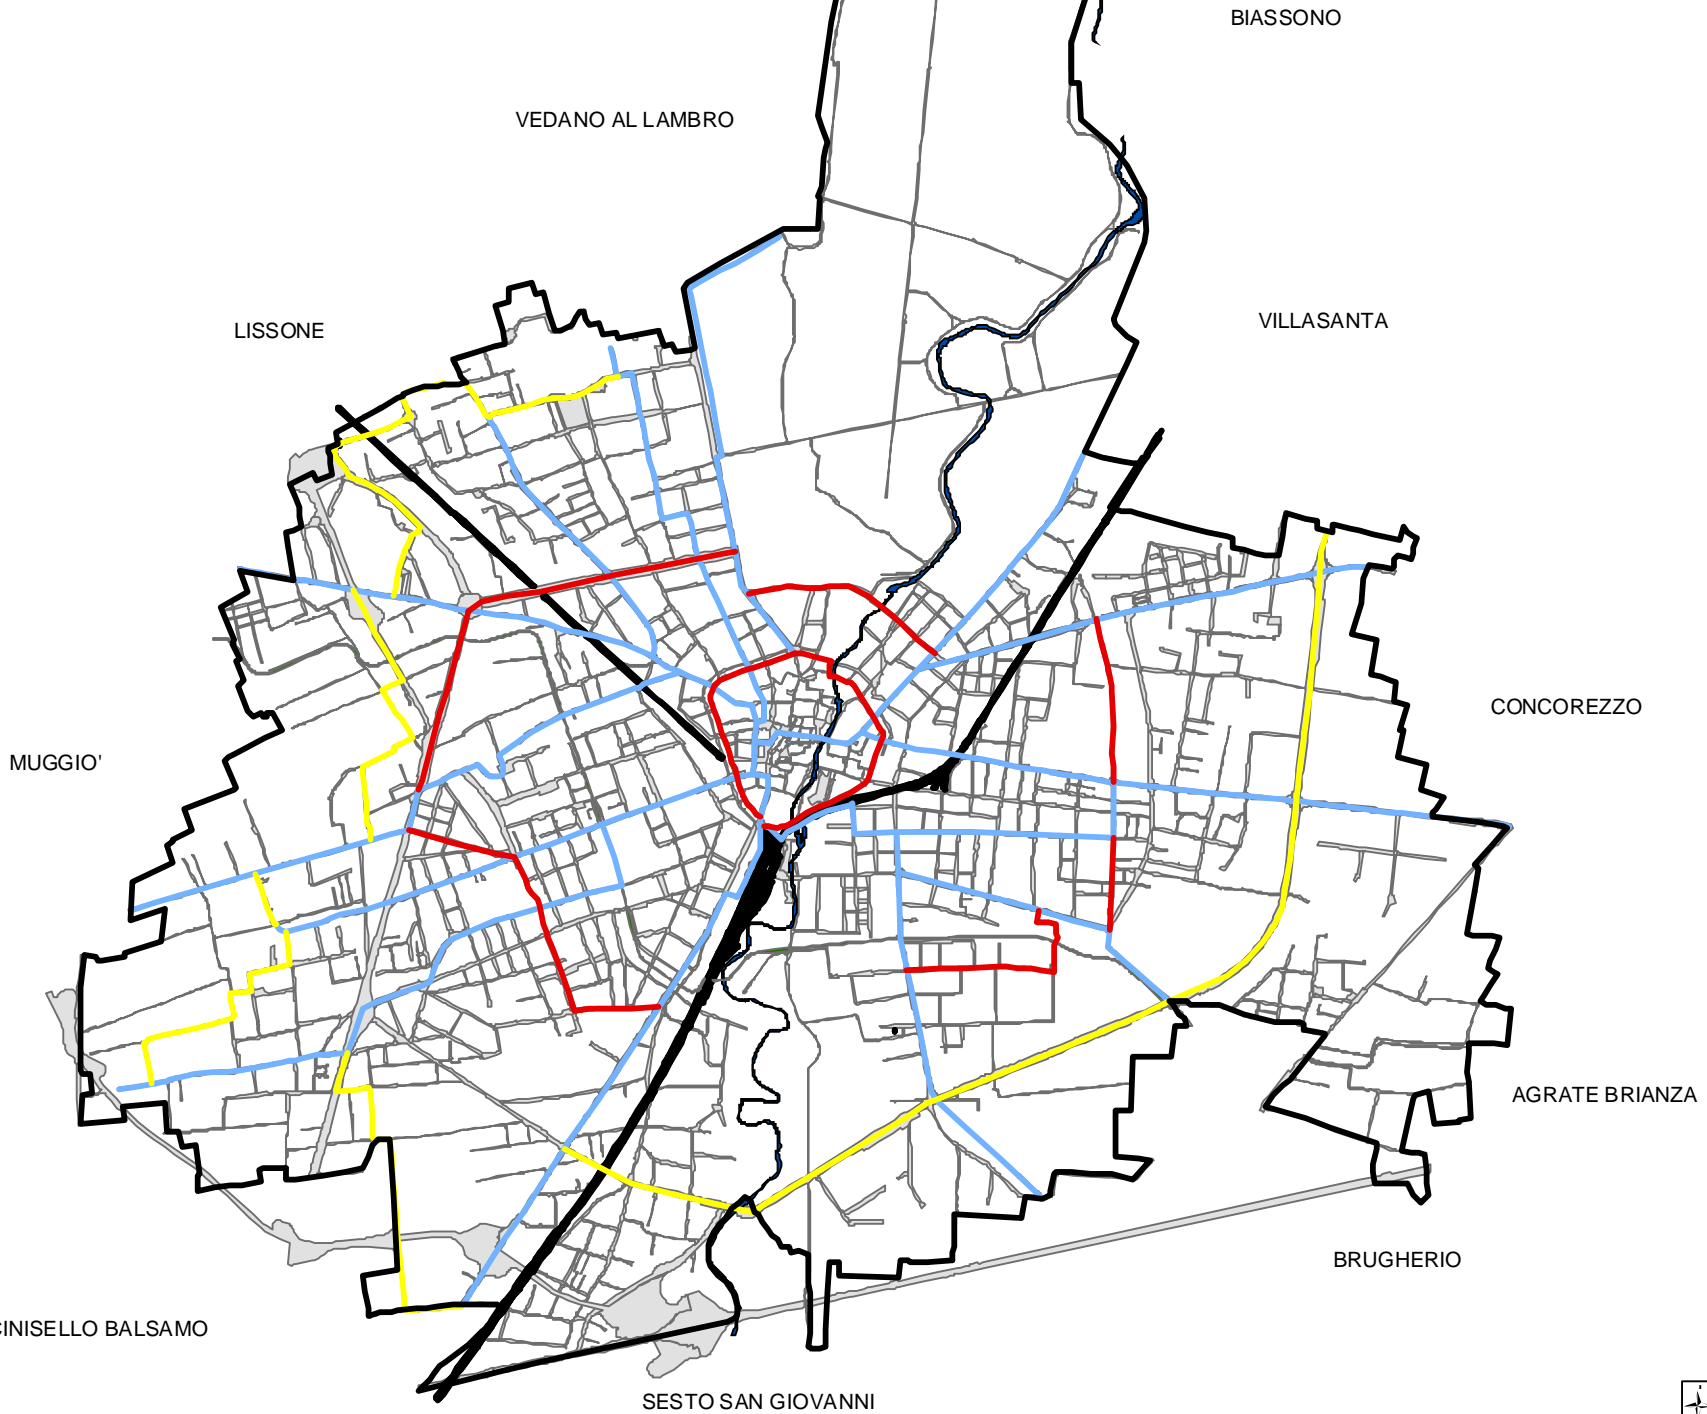 BIASSONO
VEDANO AL LAMBRO
VILLASANTA
LISSONE
CONCOREZZO
MUGGIO'
AGRATE BRIANZA
BRUGHERIO
CINISELLO BALSAMO
SESTO SAN GIOVANNI